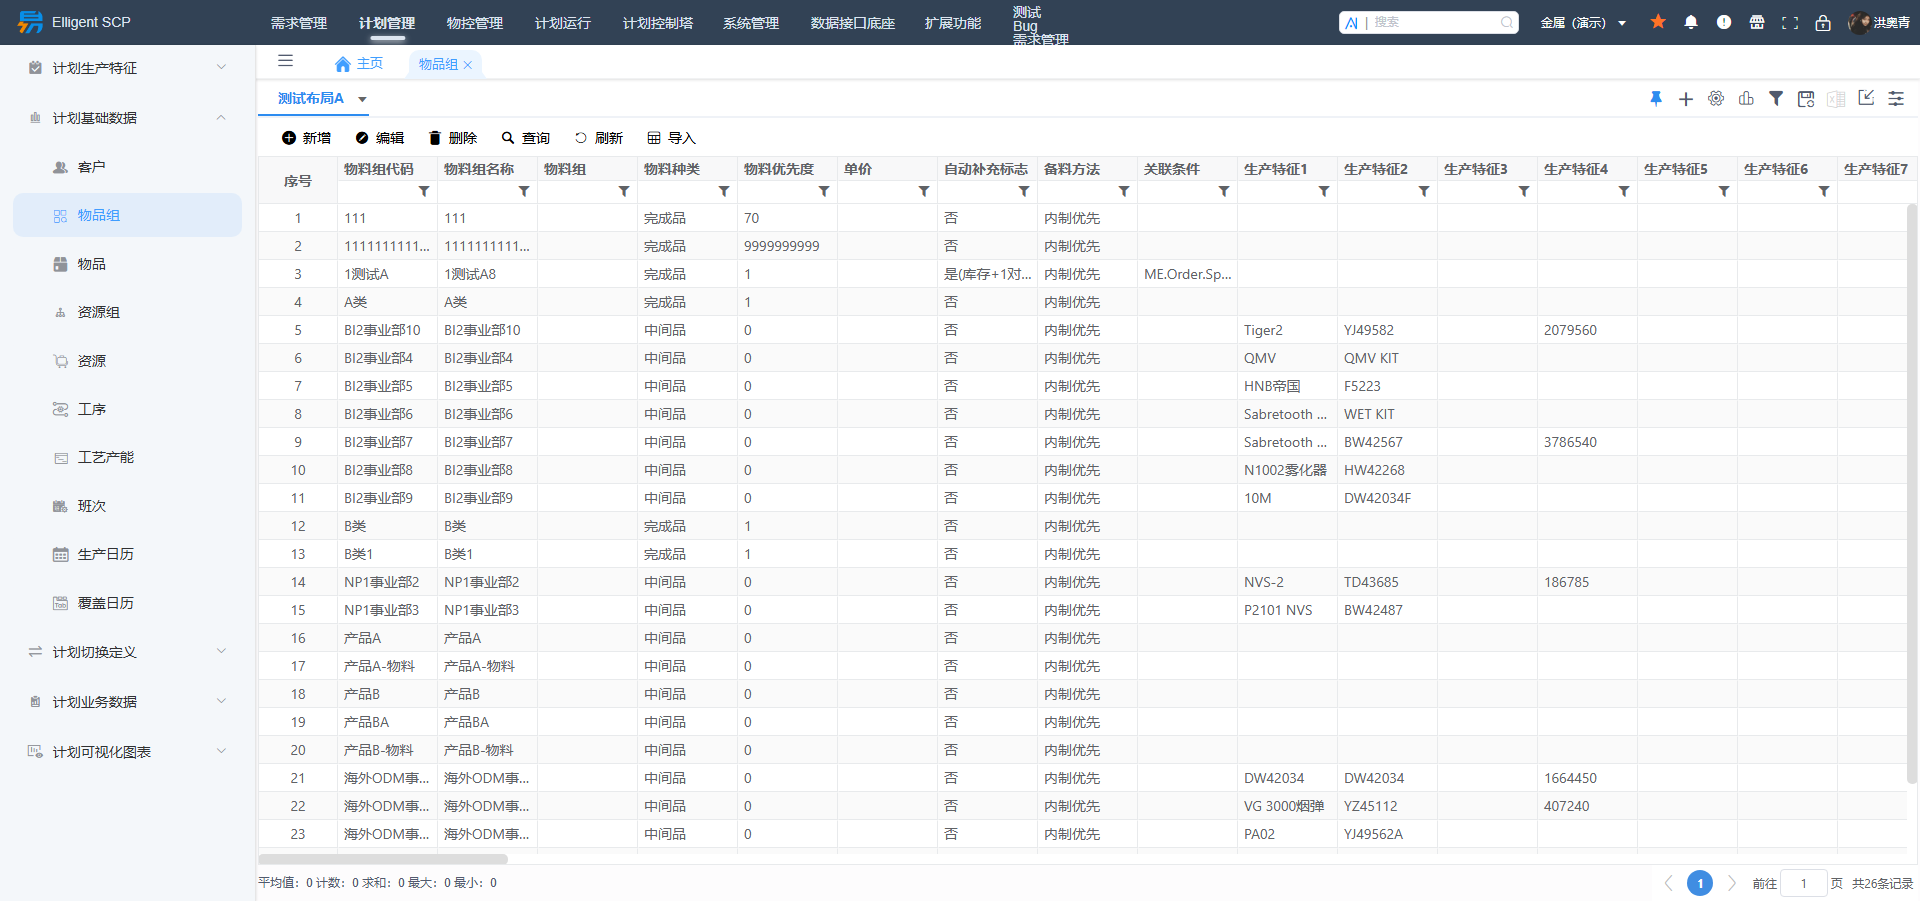 易 Elligent SCP 需求管理 计划管理 物控管理 计划运行 计划控制塔 系统管理 数据接口底座 扩展功能 测试 Bug 需求管理 AI | 搜索 金属（演示） 洪奥青
计划生产特征
计划基础数据
客户
物品组
物品
资源组
资源
工序
工艺产能
班次
生产日历
覆盖日历
计划切换定义
计划业务数据
计划可视化图表
主页 物品组 ×
测试布局A
新增 编辑 删除 查询 刷新 导入
序号 物料组代码 物料组名称 物料组 物料种类 物料优先度 单价 自动补充标志 备料方法 关联条件 生产特征1 生产特征2 生产特征3 生产特征4 生产特征5 生产特征6 生产特征7
1 111 111 完成品 70 否 内制优先
2 1111111111... 1111111111... 完成品 9999999999 否 内制优先
3 1测试A 1测试A8 完成品 1 是(库存+1对... 内制优先 ME.Order.Sp...
4 A类 A类 完成品 1 否 内制优先
5 BI2事业部10 BI2事业部10 中间品 0 否 内制优先 Tiger2 YJ49582 2079560
6 BI2事业部4 BI2事业部4 中间品 0 否 内制优先 QMV QMV KIT
7 BI2事业部5 BI2事业部5 中间品 0 否 内制优先 HNB帝国 F5223
8 BI2事业部6 BI2事业部6 中间品 0 否 内制优先 Sabretooth ... WET KIT
9 BI2事业部7 BI2事业部7 中间品 0 否 内制优先 Sabretooth ... BW42567 3786540
10 BI2事业部8 BI2事业部8 中间品 0 否 内制优先 N1002雾化器 HW42268
11 BI2事业部9 BI2事业部9 中间品 0 否 内制优先 10M DW42034F
12 B类 B类 完成品 1 否 内制优先
13 B类1 B类1 完成品 1 否 内制优先
14 NP1事业部2 NP1事业部2 中间品 0 否 内制优先 NVS-2 TD43685 186785
15 NP1事业部3 NP1事业部3 中间品 0 否 内制优先 P2101 NVS BW42487
16 产品A 产品A 中间品 0 否 内制优先
17 产品A-物料 产品A-物料 中间品 0 否 内制优先
18 产品B 产品B 中间品 0 否 内制优先
19 产品BA 产品BA 中间品 0 否 内制优先
20 产品B-物料 产品B-物料 中间品 0 否 内制优先
21 海外ODM事... 海外ODM事... 中间品 0 否 内制优先 DW42034 DW42034 1664450
22 海外ODM事... 海外ODM事... 中间品 0 否 内制优先 VG 3000烟弹 YZ45112 407240
23 海外ODM事... 海外ODM事... 中间品 0 否 内制优先 PA02 YJ49562A
平均值：0 计数：0 求和：0 最大：0 最小：0 1 前往 1 页 共26条记录